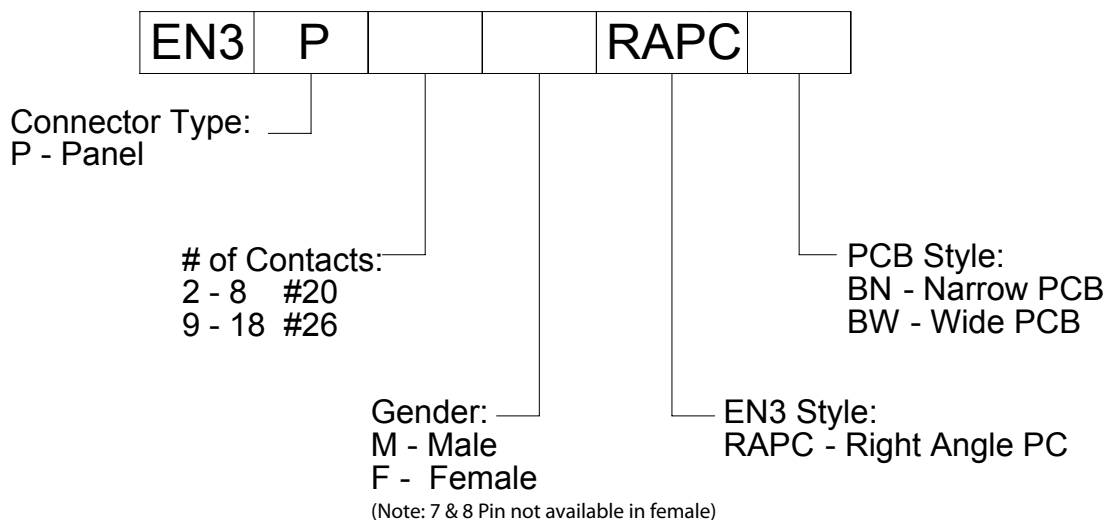 EN3 P RAPC
Connector Type:
P - Panel
# of Contacts:
2 - 8 #20
9 - 18 #26
PCB Style:
BN - Narrow PCB
BW - Wide PCB
Gender:
M - Male
F - Female
(Note: 7 & 8 Pin not available in female)
EN3 Style:
RAPC - Right Angle PC